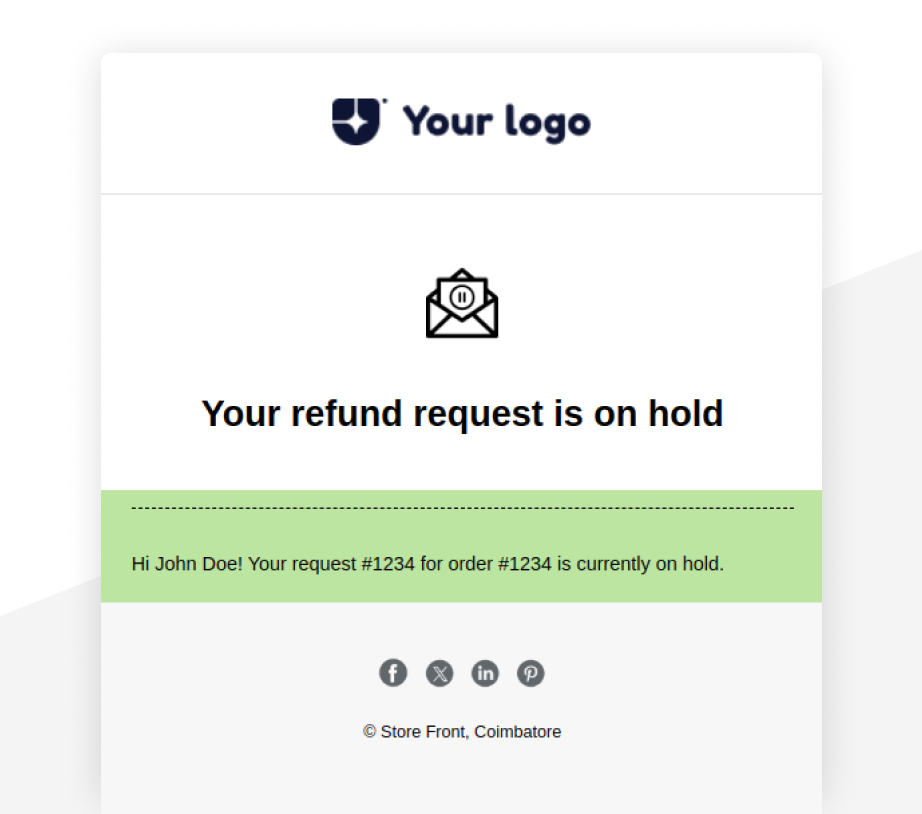 Your logo
Your refund request is on hold
Hi John Doe! Your request #1234 for order #1234 is currently on hold.
© Store Front, Coimbatore